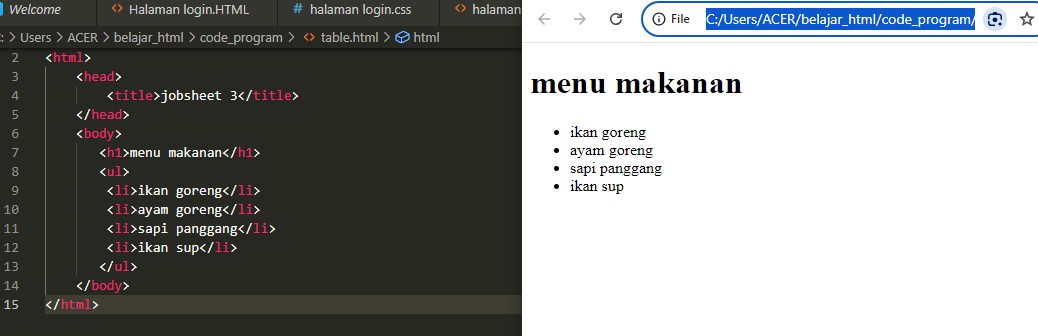 Welcome <> Halaman login.HTML # halaman login.css <> halaman
: > Users > ACER > belajar_html > code_program > <> table.html > html
2 <html>
3 <head>
4 <title>jobsheet 3</title>
5 </head>
6 <body>
7 <h1>menu makanan</h1>
8 <ul>
9 <li>ikan goreng</li>
10 <li>ayam goreng</li>
11 <li>sapi panggang</li>
12 <li>ikan sup</li>
13 </ul>
14 </body>
15 </html>
File C:/Users/ACER/belajar_html/code_program/
menu makanan
• ikan goreng
• ayam goreng
• sapi panggang
• ikan sup